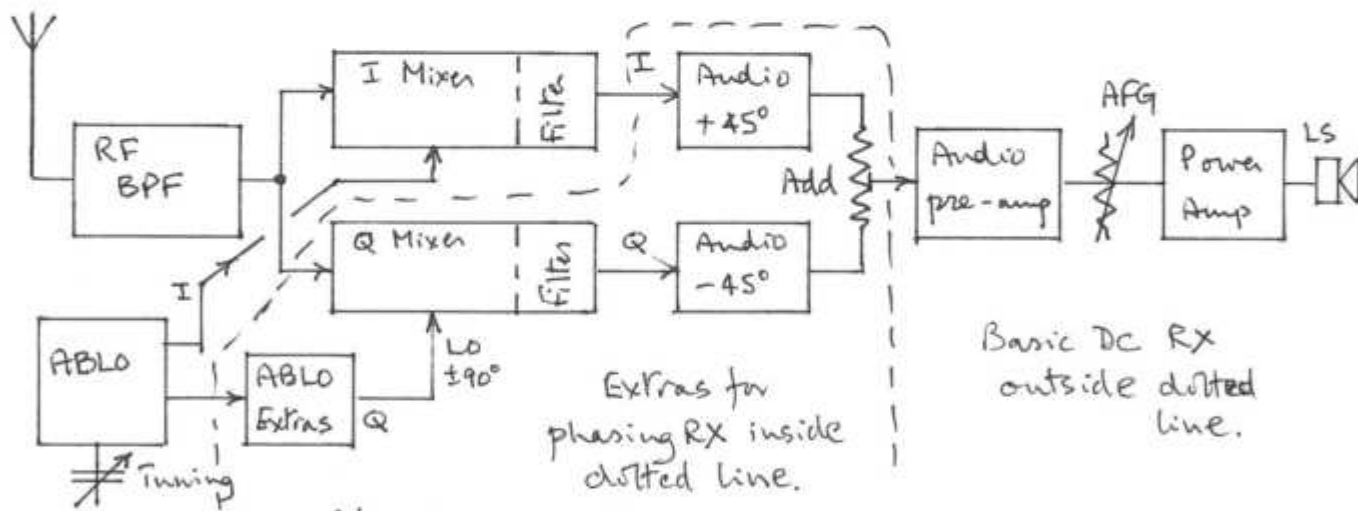 I Mixer
Filter
I
Audio
+45°
RF
BPF
Add
Audio
pre-amp
AFG
Power
Amp
LS
Q Mixer
Filter
Q
Audio
-45°
I
ABLO
ABLO
Extras
Q
LO
±90°
Tuning
Extras for
phasing RX inside
dotted line.
Basic DC RX
outside dotted
line.